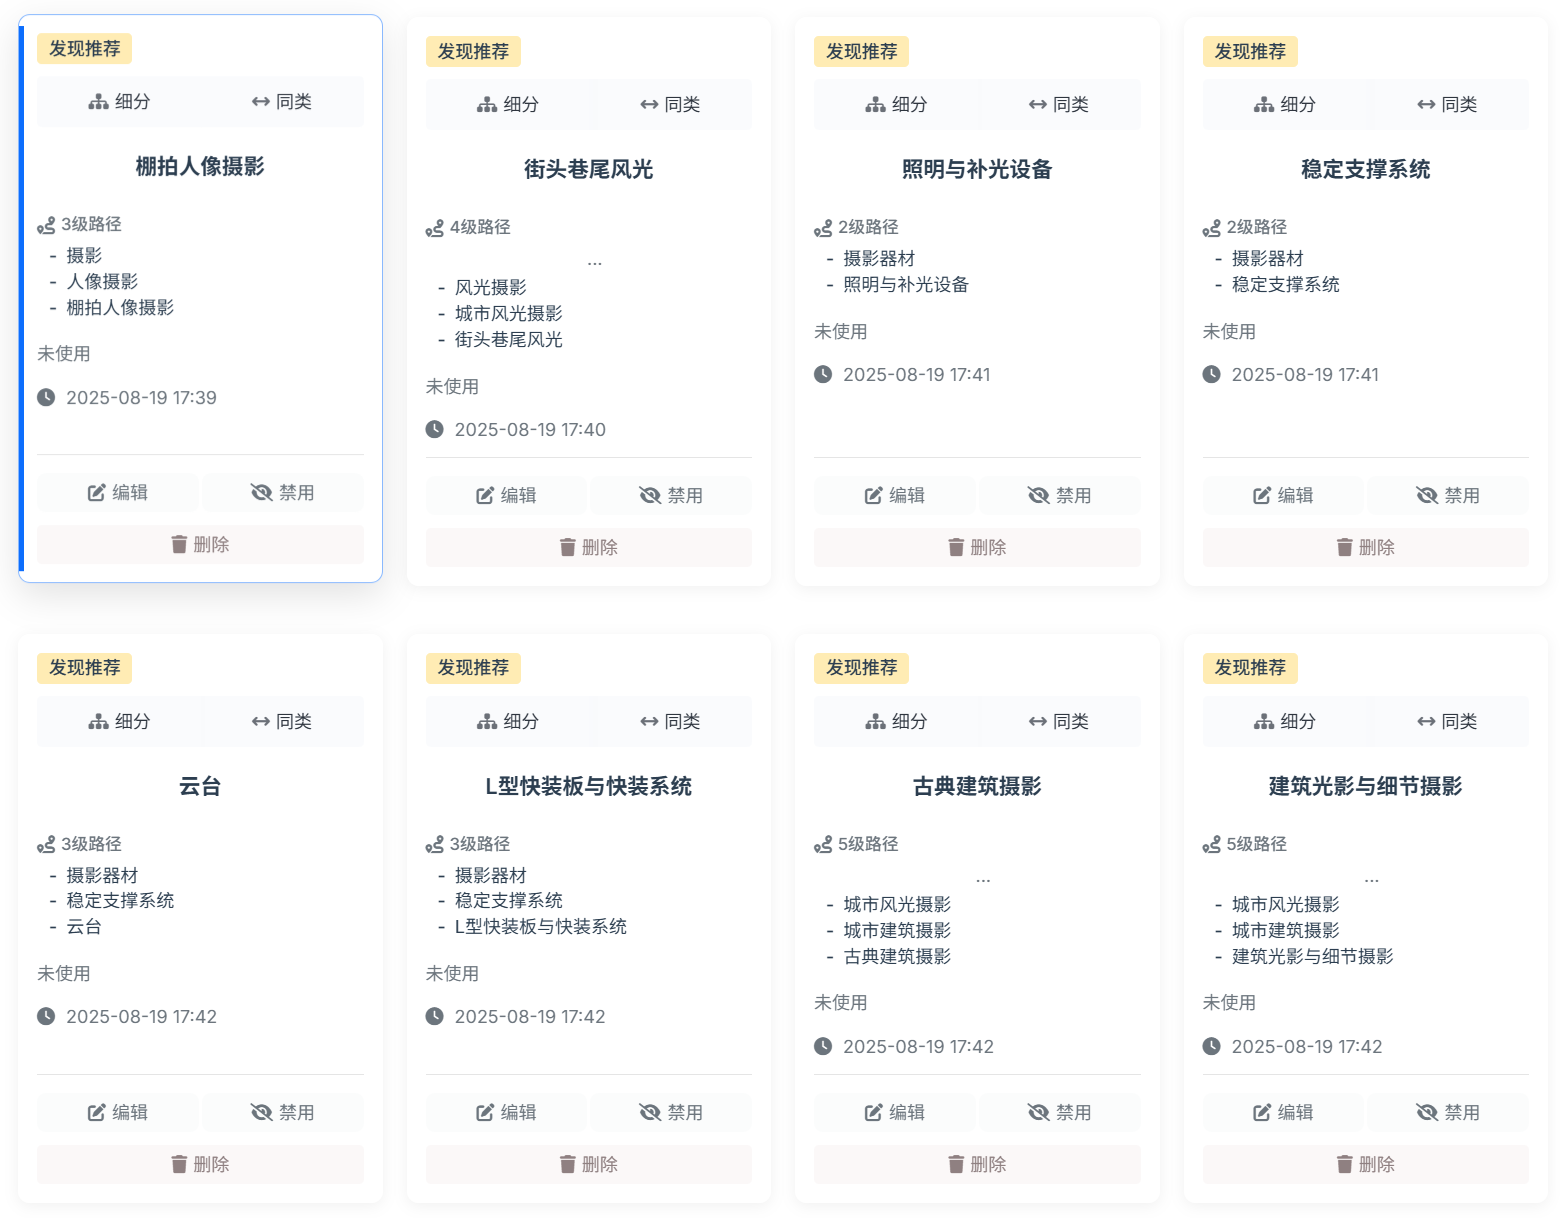 发现推荐
细分 同类
棚拍人像摄影
3级路径
- 摄影
- 人像摄影
- 棚拍人像摄影
未使用
2025-08-19 17:39
编辑 禁用
删除
发现推荐
细分 同类
街头巷尾风光
4级路径
...
- 风光摄影
- 城市风光摄影
- 街头巷尾风光
未使用
2025-08-19 17:40
编辑 禁用
删除
发现推荐
细分 同类
照明与补光设备
2级路径
- 摄影器材
- 照明与补光设备
未使用
2025-08-19 17:41
编辑 禁用
删除
发现推荐
细分 同类
稳定支撑系统
2级路径
- 摄影器材
- 稳定支撑系统
未使用
2025-08-19 17:41
编辑 禁用
删除
发现推荐
细分 同类
云台
3级路径
- 摄影器材
- 稳定支撑系统
- 云台
未使用
2025-08-19 17:42
编辑 禁用
删除
发现推荐
细分 同类
L型快装板与快装系统
3级路径
- 摄影器材
- 稳定支撑系统
- L型快装板与快装系统
未使用
2025-08-19 17:42
编辑 禁用
删除
发现推荐
细分 同类
古典建筑摄影
5级路径
...
- 城市风光摄影
- 城市建筑摄影
- 古典建筑摄影
未使用
2025-08-19 17:42
编辑 禁用
删除
发现推荐
细分 同类
建筑光影与细节摄影
5级路径
...
- 城市风光摄影
- 城市建筑摄影
- 建筑光影与细节摄影
未使用
2025-08-19 17:42
编辑 禁用
删除